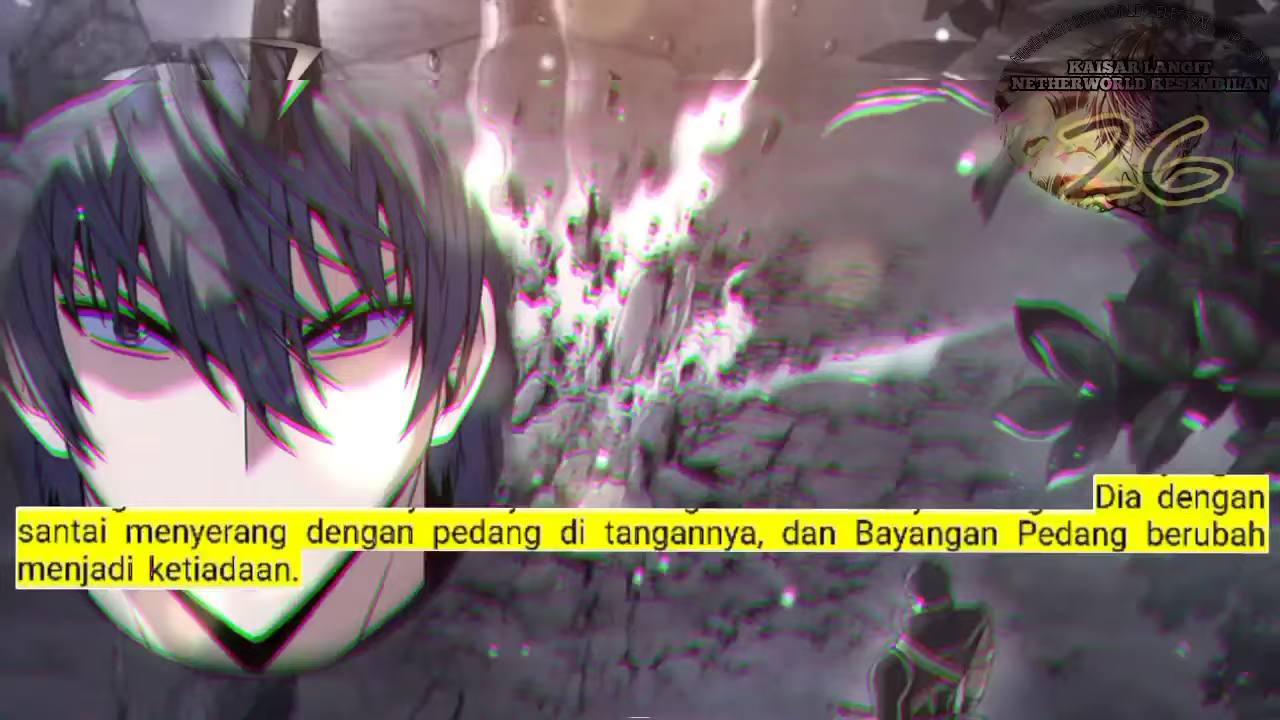 KAISAR LANGIT
NETHERWORLD KESEMBILAN
26
Dia dengan
santai menyerang dengan pedang di tangannya, dan Bayangan Pedang berubah
menjadi ketiadaan.